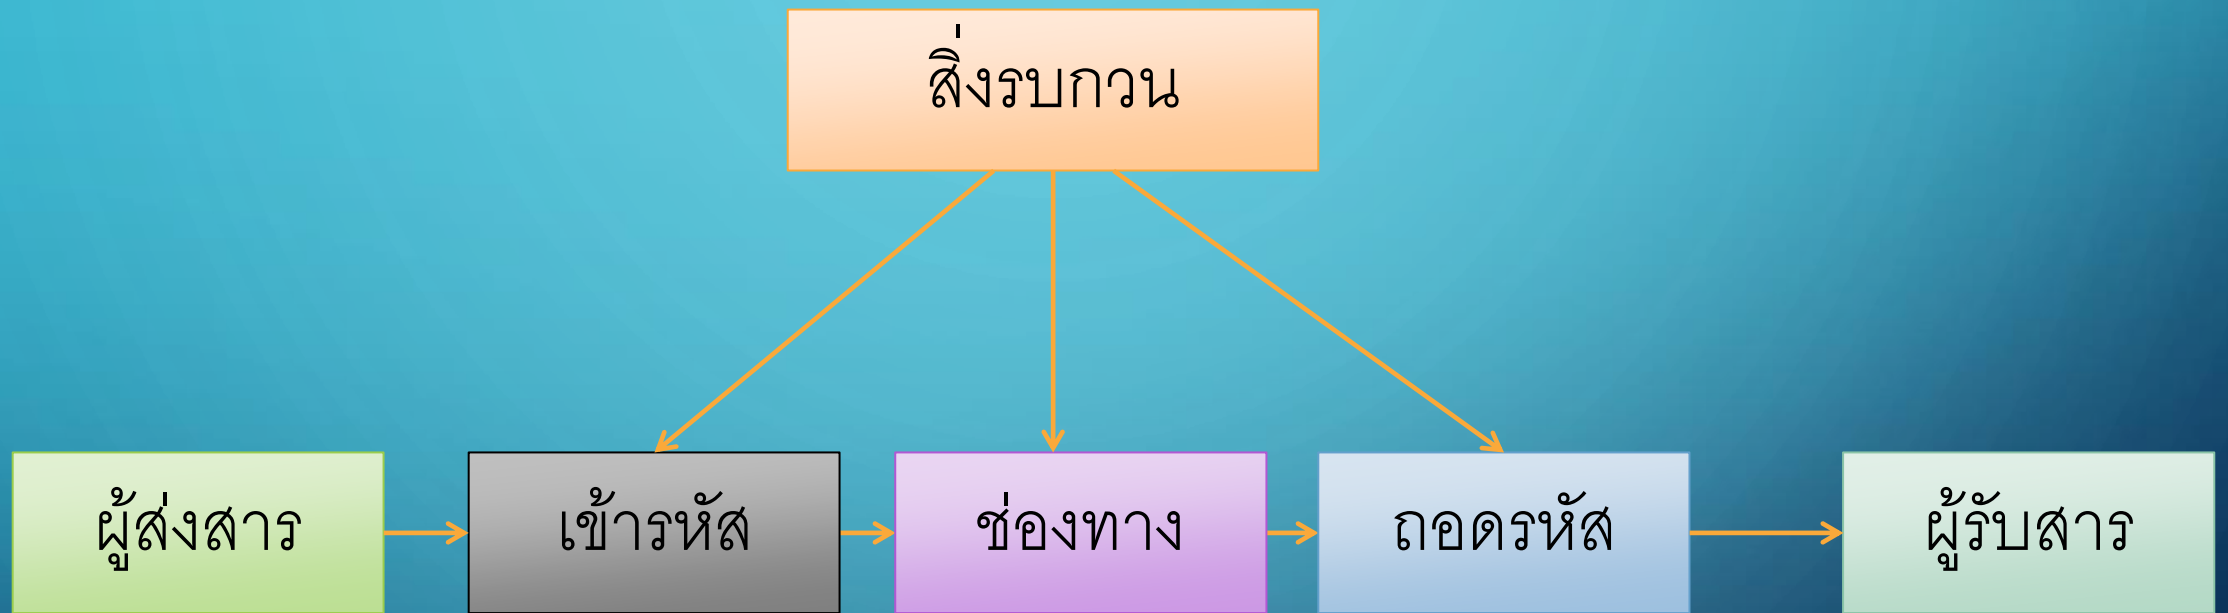 สิ่งรบกวน
ผู้ส่งสาร
เข้ารหัส
ช่องทาง
ถอดรหัส
ผู้รับสาร